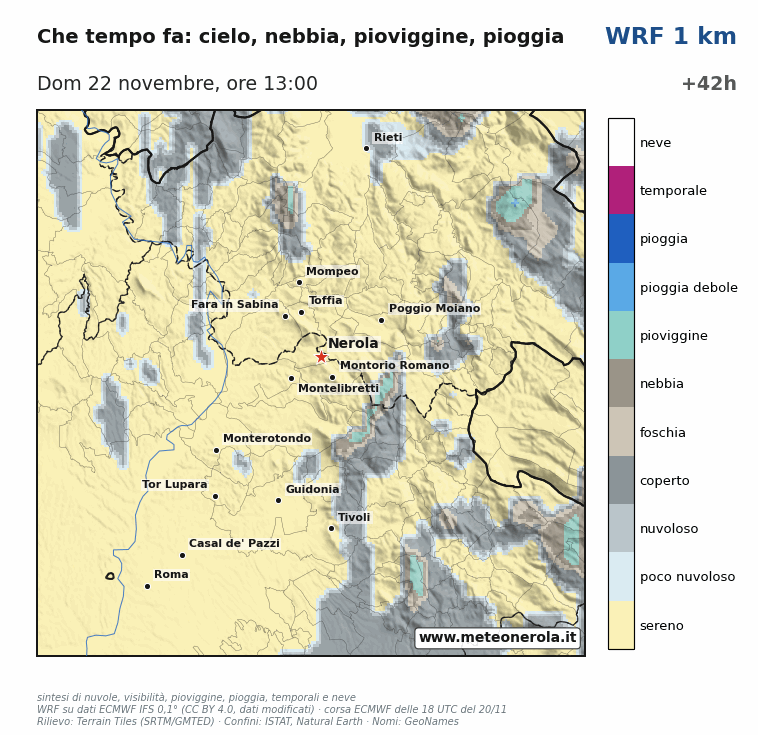 Che tempo fa: cielo, nebbia, pioviggine, pioggia
WRF 1 km
Dom 22 novembre, ore 13:00
+42h
Rieti
Mompeo
Fara in Sabina
Toffia
Poggio Moiano
Nerola
Montorio Romano
Montelibretti
Monterotondo
Tor Lupara
Guidonia
Tivoli
Casal de' Pazzi
Roma
www.meteonerola.it
neve
temporale
pioggia
pioggia debole
pioviggine
nebbia
foschia
coperto
nuvoloso
poco nuvoloso
sereno
sintesi di nuvole, visibilità, pioviggine, pioggia, temporali e neve
WRF su dati ECMWF IFS 0,1° (CC BY 4.0, dati modificati) · corsa ECMWF delle 18 UTC del 20/11
Rilievo: Terrain Tiles (SRTM/GMTED) · Confini: ISTAT, Natural Earth · Nomi: GeoNames